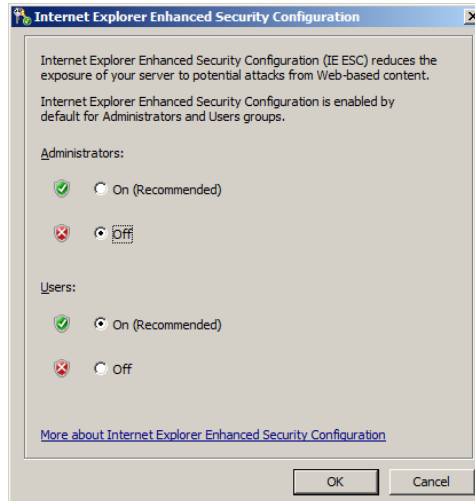 Internet Explorer Enhanced Security Configuration
Internet Explorer Enhanced Security Configuration (IE ESC) reduces the
exposure of your server to potential attacks from Web-based content.
Internet Explorer Enhanced Security Configuration is enabled by
default for Administrators and Users groups.
Administrators:
On (Recommended)
Off
Users:
On (Recommended)
Off
More about Internet Explorer Enhanced Security Configuration
OK Cancel